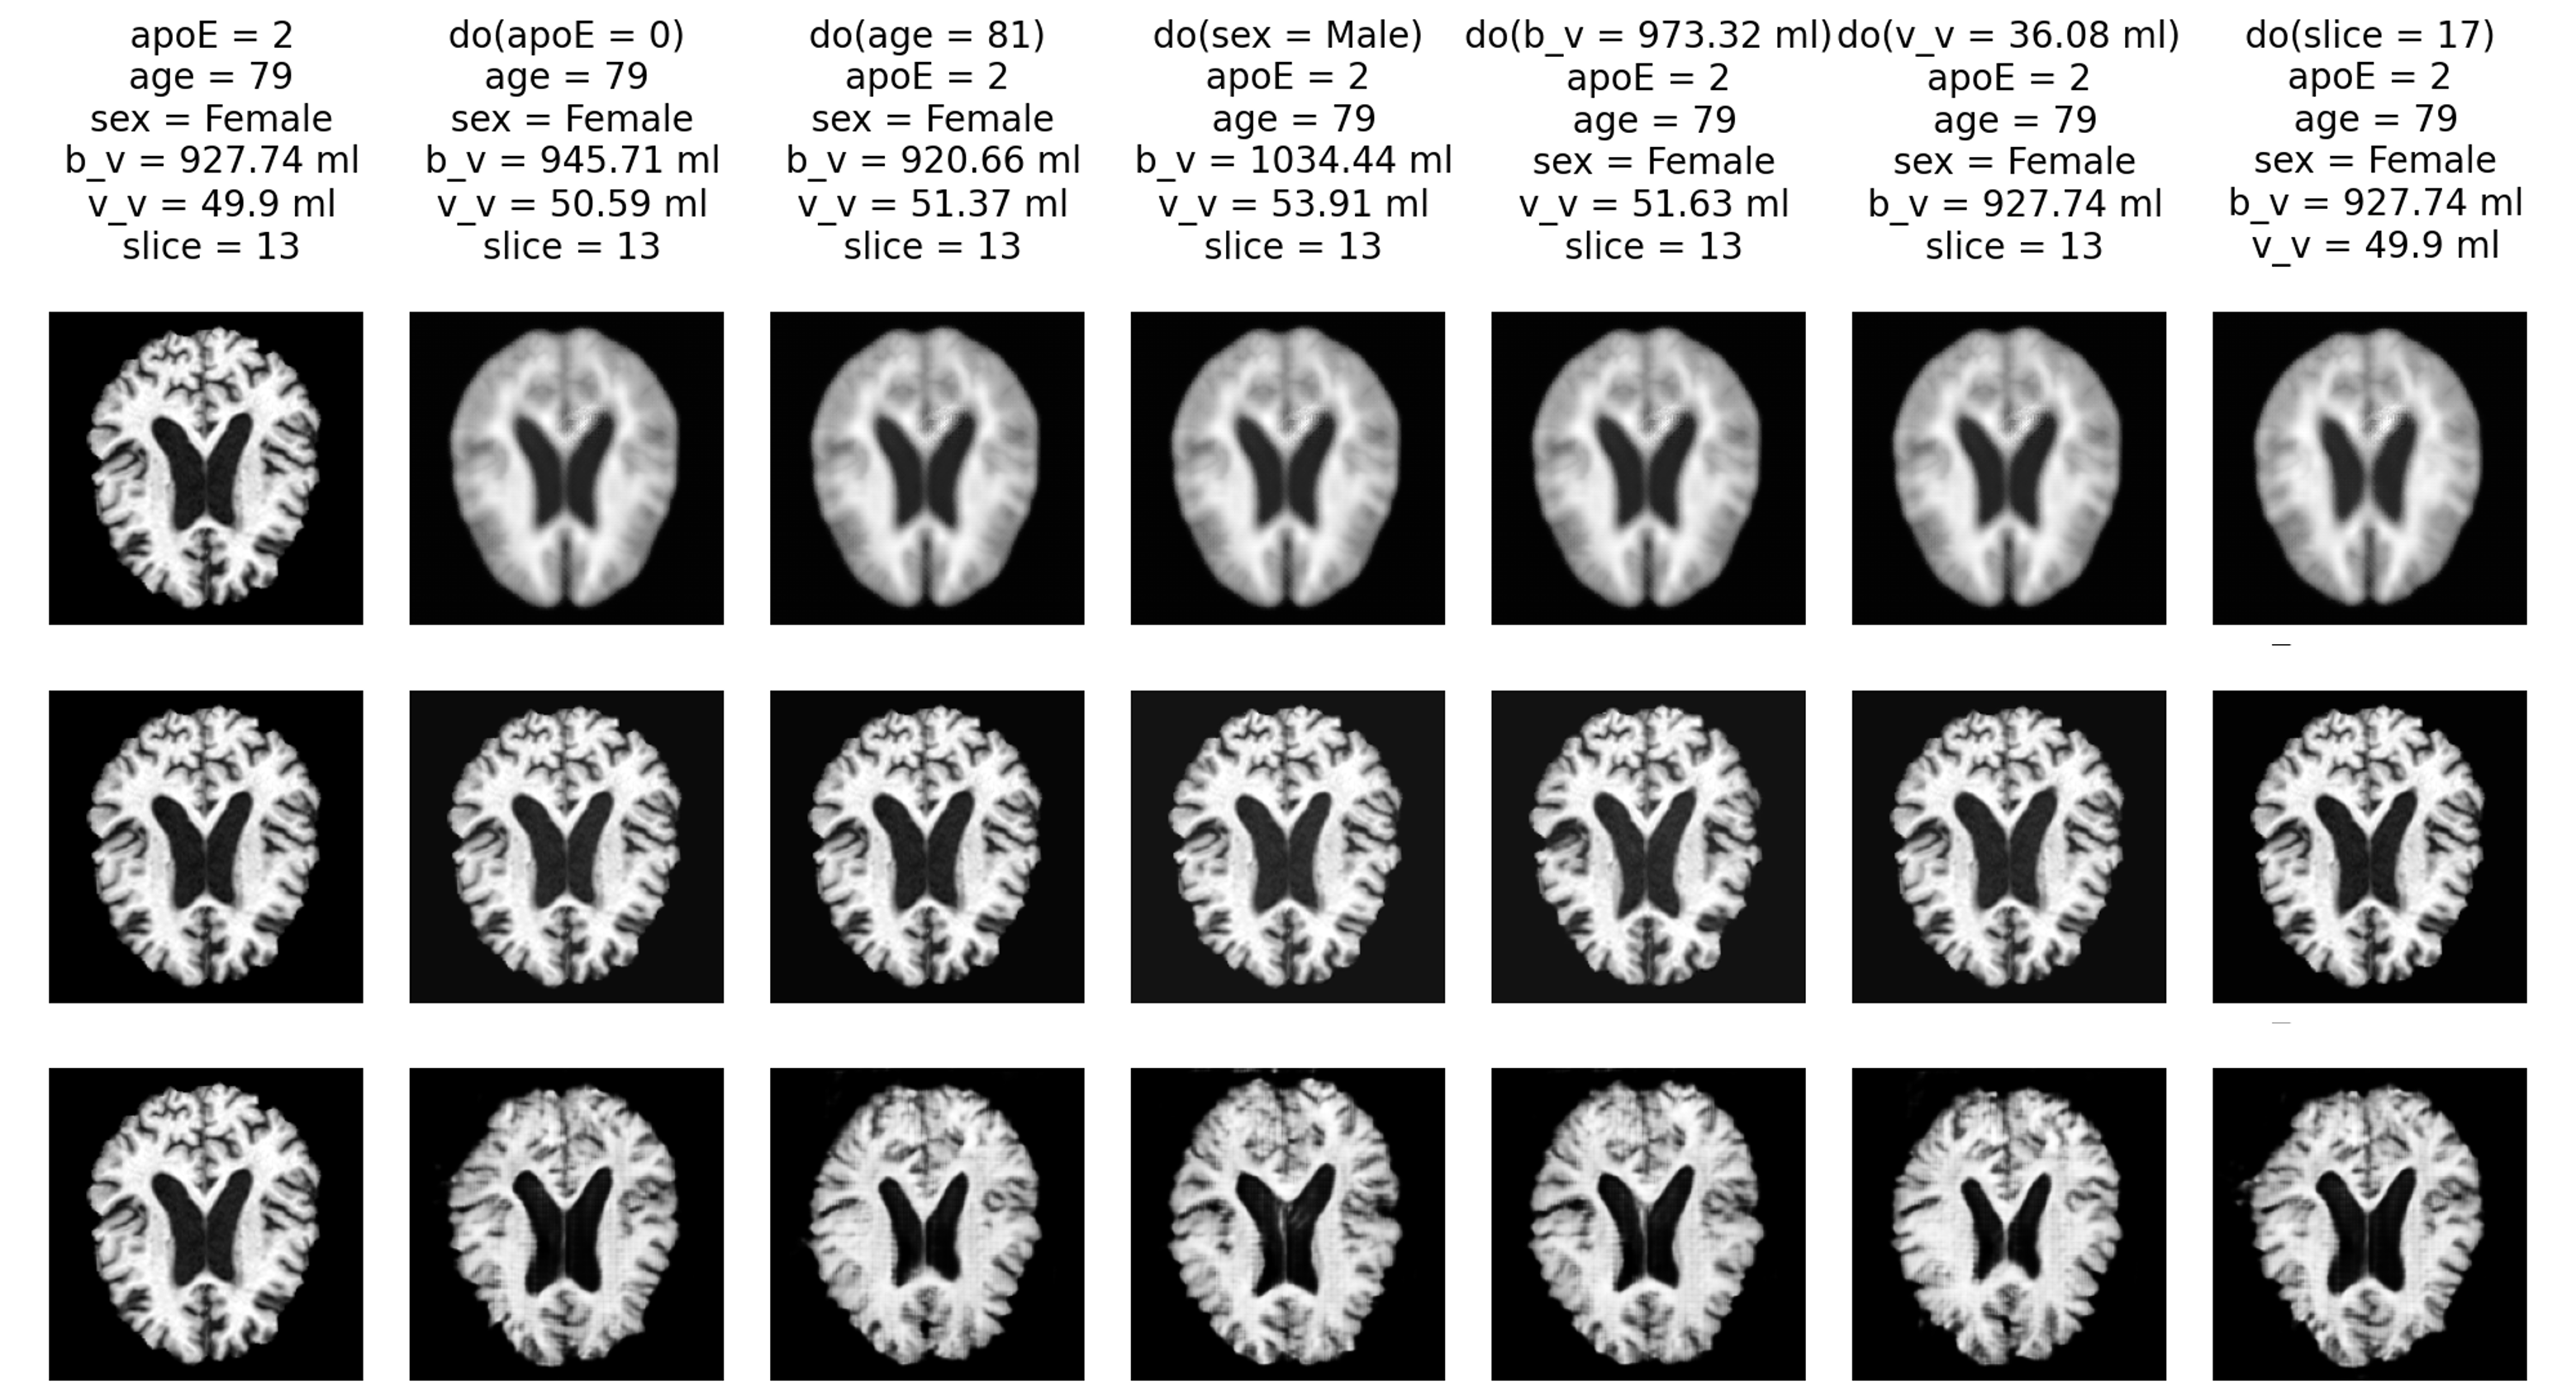 apoE = 2
age = 79
sex = Female
b_v = 927.74 ml
v_v = 49.9 ml
slice = 13
do(apoE = 0)
age = 79
sex = Female
b_v = 945.71 ml
v_v = 50.59 ml
slice = 13
do(age = 81)
apoE = 2
sex = Female
b_v = 920.66 ml
v_v = 51.37 ml
slice = 13
do(sex = Male)
apoE = 2
age = 79
b_v = 1034.44 ml
v_v = 53.91 ml
slice = 13
do(b_v = 973.32 ml)
apoE = 2
age = 79
sex = Female
v_v = 51.63 ml
slice = 13
do(v_v = 36.08 ml)
apoE = 2
age = 79
sex = Female
b_v = 927.74 ml
slice = 13
do(slice = 17)
apoE = 2
age = 79
sex = Female
b_v = 927.74 ml
v_v = 49.9 ml